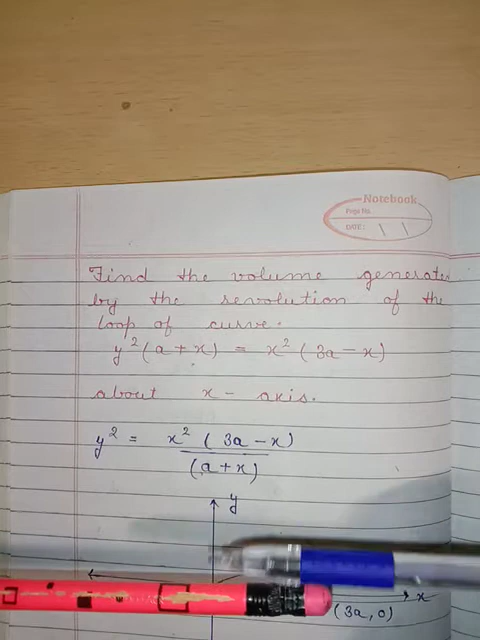 Notebook
Page No.
DATE: \ \
Find the volume generate
by the revolution of the
loop of curve.
y² (a + x) = x² (3a - x)
about x - axis.
y² = x² (3a - x)
(a + x)
y
x
(3a, 0)